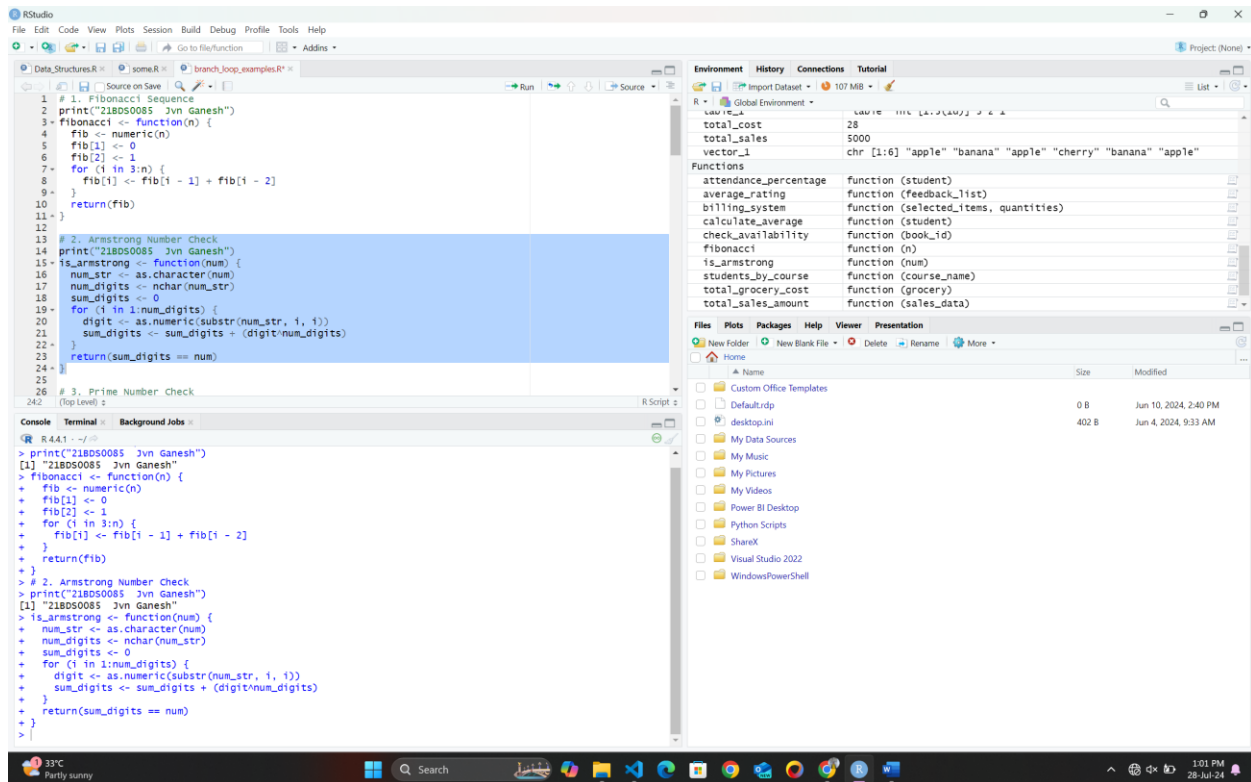 RStudio
File Edit Code View Plots Session Build Debug Profile Tools Help
Go to file/function Addins Project: (None)
Data_Structures.R some.R branch_loop_examples.R*
Source on Save Run Source
1 # 1. Fibonacci Sequence
2 print("21BDS0085  Jvn Ganesh")
3 fibonacci <- function(n) {
4   fib <- numeric(n)
5   fib[1] <- 0
6   fib[2] <- 1
7   for (i in 3:n) {
8     fib[i] <- fib[i - 1] + fib[i - 2]
9   }
10   return(fib)
11 }
12
13 # 2. Armstrong Number Check
14 print("21BDS0085  Jvn Ganesh")
15 is_armstrong <- function(num) {
16   num_str <- as.character(num)
17   num_digits <- nchar(num_str)
18   sum_digits <- 0
19   for (i in 1:num_digits) {
20     digit <- as.numeric(substr(num_str, i, i))
21     sum_digits <- sum_digits + (digit^num_digits)
22   }
23   return(sum_digits == num)
24 }
25
26 # 3. Prime Number Check
24:2 (Top Level) R Script
Console Terminal Background Jobs
R 4.4.1 · ~/
> print("21BDS0085  Jvn Ganesh")
[1] "21BDS0085  Jvn Ganesh"
> fibonacci <- function(n) {
+   fib <- numeric(n)
+   fib[1] <- 0
+   fib[2] <- 1
+   for (i in 3:n) {
+     fib[i] <- fib[i - 1] + fib[i - 2]
+   }
+   return(fib)
+ }
> # 2. Armstrong Number Check
> print("21BDS0085  Jvn Ganesh")
[1] "21BDS0085  Jvn Ganesh"
> is_armstrong <- function(num) {
+   num_str <- as.character(num)
+   num_digits <- nchar(num_str)
+   sum_digits <- 0
+   for (i in 1:num_digits) {
+     digit <- as.numeric(substr(num_str, i, i))
+     sum_digits <- sum_digits + (digit^num_digits)
+   }
+   return(sum_digits == num)
+ }
>
Environment History Connections Tutorial
Import Dataset 107 MiB List
R Global Environment
total_cost 28
total_sales 5000
vector_1 chr [1:6] "apple" "banana" "apple" "cherry" "banana" "apple"
Functions
attendance_percentage function (student)
average_rating function (feedback_list)
billing_system function (selected_items, quantities)
calculate_average function (student)
check_availability function (book_id)
fibonacci function (n)
is_armstrong function (num)
students_by_course function (course_name)
total_grocery_cost function (grocery)
total_sales_amount function (sales_data)
Files Plots Packages Help Viewer Presentation
New Folder New Blank File Delete Rename More
Home
Name Size Modified
Custom Office Templates
Default.rdp 0 B Jun 10, 2024, 2:40 PM
desktop.ini 402 B Jun 4, 2024, 9:33 AM
My Data Sources
My Music
My Pictures
My Videos
Power BI Desktop
Python Scripts
ShareX
Visual Studio 2022
WindowsPowerShell
33°C
Partly sunny
Search
1:01 PM
28-Jul-24